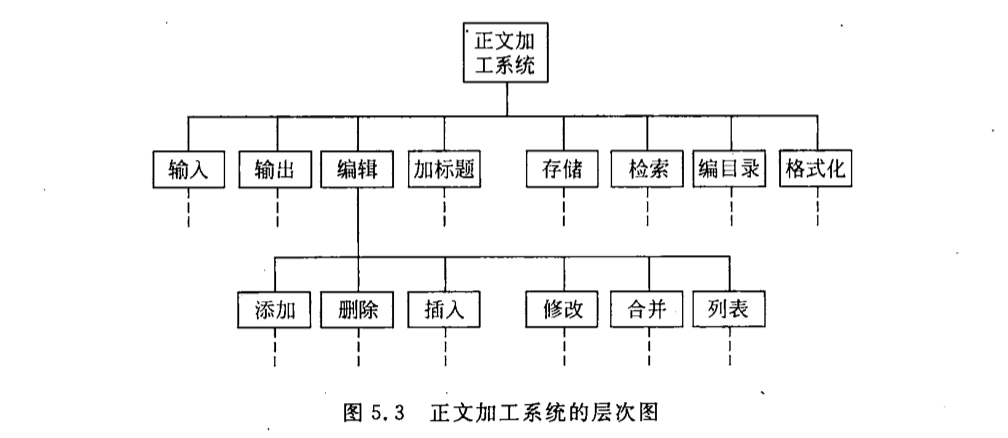 正文加
工系统
输入 输出 编辑 加标题 存储 检索 编目录 格式化
添加 删除 插入 修改 合并 列表
图 5.3 正文加工系统的层次图